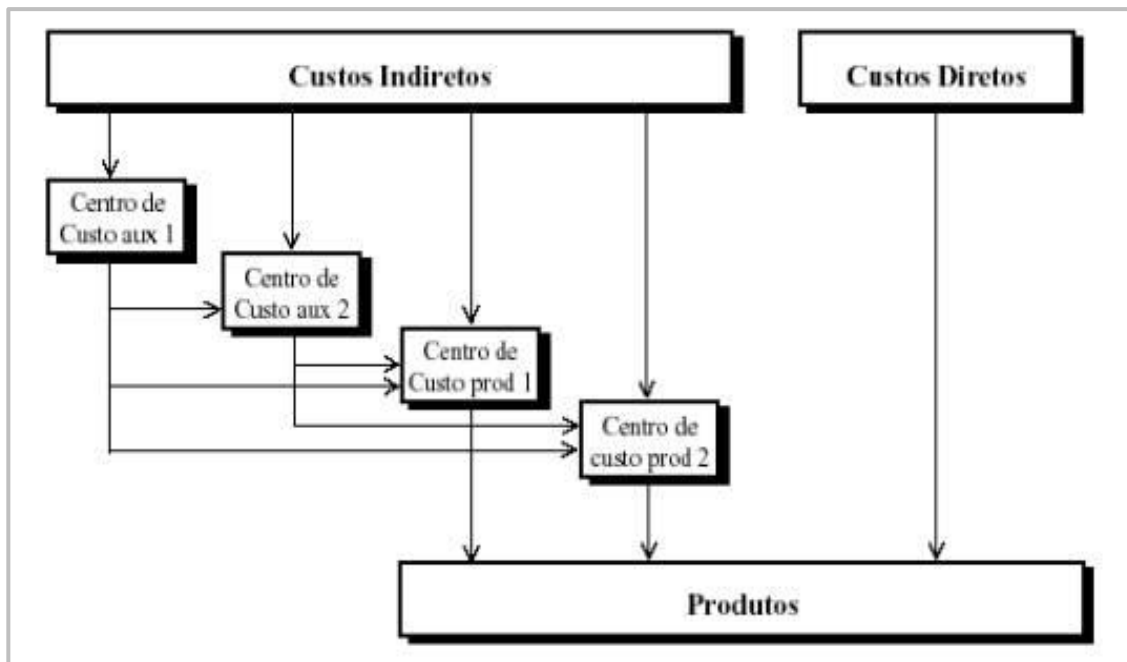 Custos Indiretos
Custos Diretos
Centro de
Custo aux 1
Centro de
Custo aux 2
Centro de
Custo prod 1
Centro de
custo prod 2
Produtos